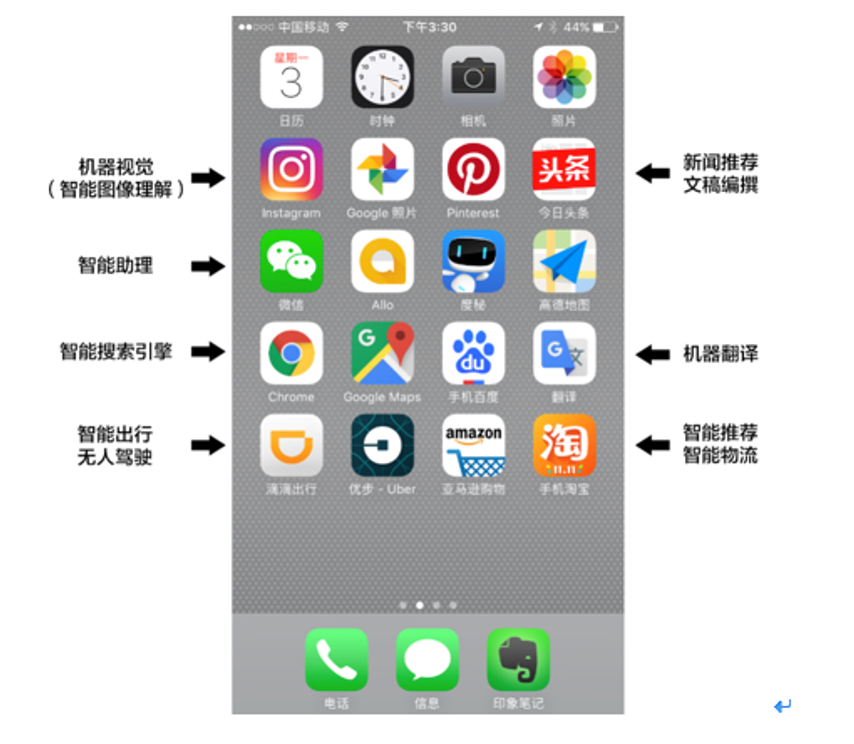 中国移动 下午3:30 44%
星期一
3
日历 时钟 相机 照片
机器视觉
(智能图像理解)
头条
新闻推荐
文稿编撰
Instagram Google 照片 Pinterest 今日头条
智能助理
微信 Allo 度秘 高德地图
智能搜索引擎
G
du
G 文
机器翻译
Chrome Google Maps 手机百度 翻译
智能出行
无人驾驶
amazon
淘
11.11
智能推荐
智能物流
滴滴出行 优步 - Uber 亚马逊购物 手机淘宝
电话 信息 印象笔记